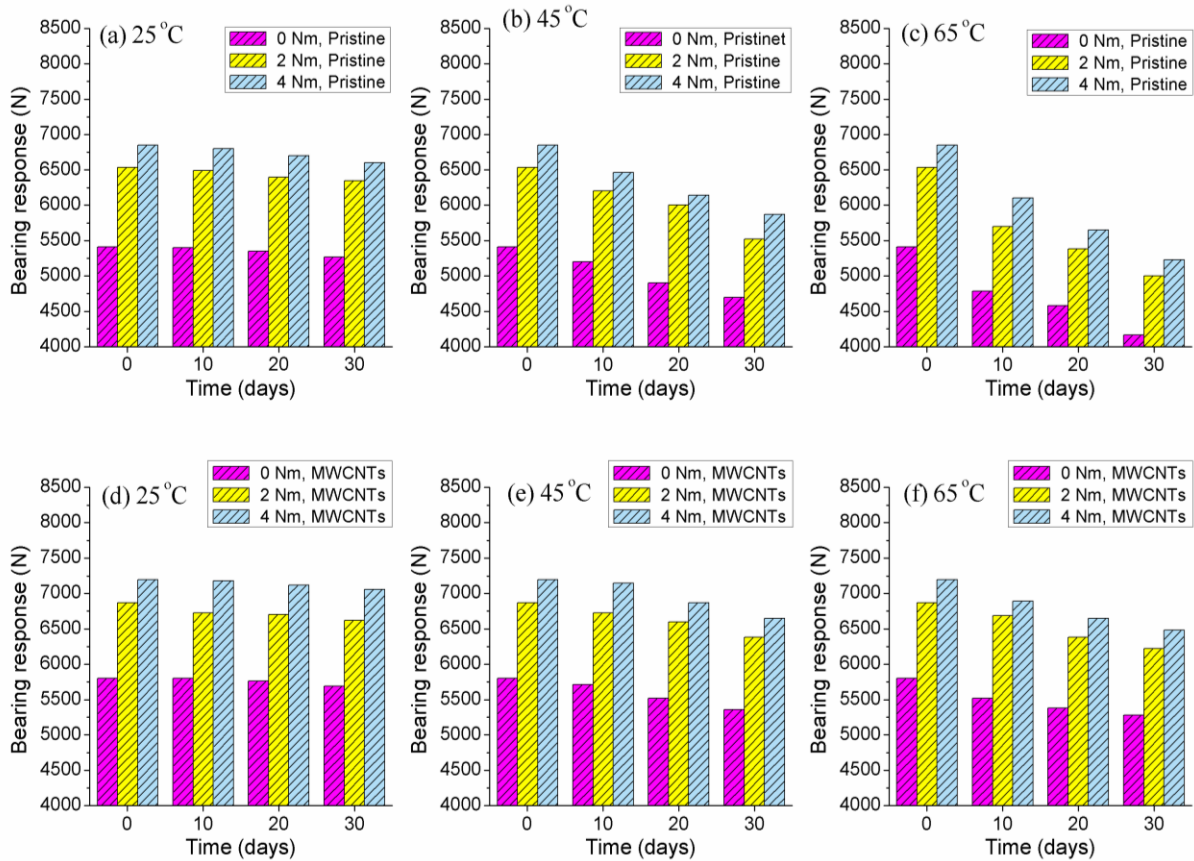 (a) 25 °C
0 Nm, Pristine
2 Nm, Pristine
4 Nm, Pristine
Bearing response (N)
8500
8000
7500
7000
6500
6000
5500
5000
4500
4000
0 10 20 30
Time (days)
(b) 45 °C
0 Nm, Pristinet
2 Nm, Pristine
4 Nm, Pristine
Bearing response (N)
8500
8000
7500
7000
6500
6000
5500
5000
4500
4000
0 10 20 30
Time (days)
(c) 65 °C
0 Nm, Pristine
2 Nm, Pristine
4 Nm, Pristine
Bearing response (N)
8500
8000
7500
7000
6500
6000
5500
5000
4500
4000
0 10 20 30
Time (days)
(d) 25 °C
0 Nm, MWCNTs
2 Nm, MWCNTs
4 Nm, MWCNTs
Bearing response (N)
8500
8000
7500
7000
6500
6000
5500
5000
4500
4000
0 10 20 30
Time (days)
(e) 45 °C
0 Nm, MWCNTs
2 Nm, MWCNTs
4 Nm, MWCNTs
Bearing response (N)
8500
8000
7500
7000
6500
6000
5500
5000
4500
4000
0 10 20 30
Time (days)
(f) 65 °C
0 Nm, MWCNTs
2 Nm, MWCNTs
4 Nm, MWCNTs
Bearing response (N)
8500
8000
7500
7000
6500
6000
5500
5000
4500
4000
0 10 20 30
Time (days)